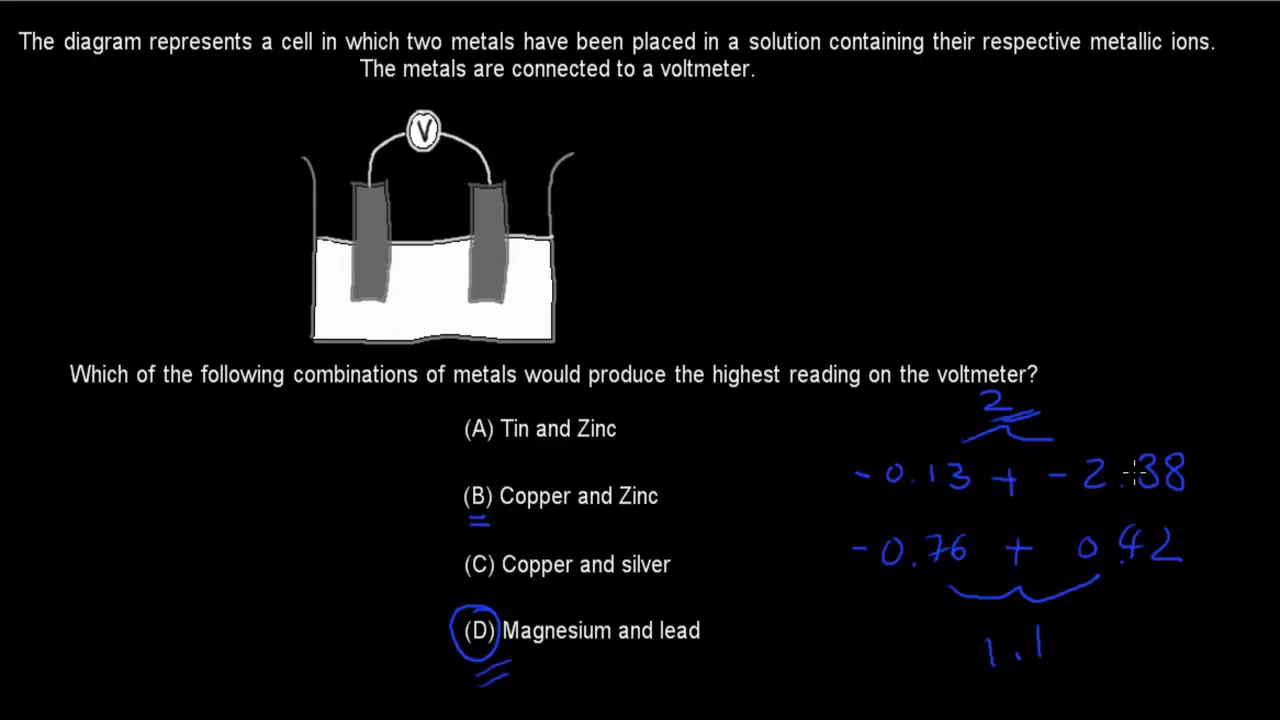 The diagram represents a cell in which two metals have been placed in a solution containing their respective metallic ions.
The metals are connected to a voltmeter.
V
Which of the following combinations of metals would produce the highest reading on the voltmeter?
2
(A) Tin and Zinc
-0.13 + -2.38
(B) Copper and Zinc
-0.76 + 0.42
(C) Copper and silver
(D) Magnesium and lead
1.1